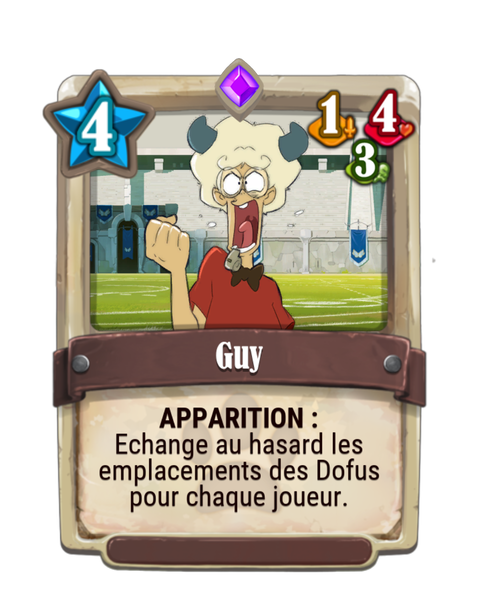 4
1
4
3
Guy
APPARITION :
Echange au hasard les
emplacements des Dofus
pour chaque joueur.